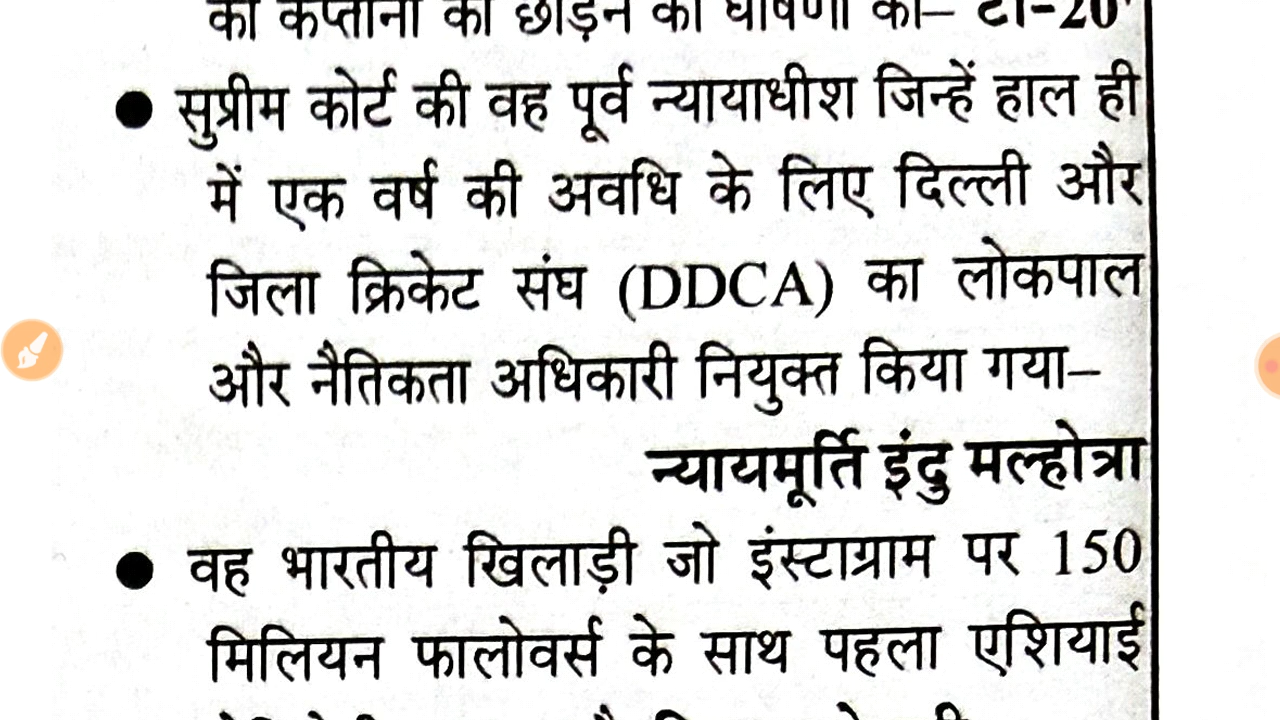 की कप्तानी को छोड़ने की घोषणा की– टी-20
● सुप्रीम कोर्ट की वह पूर्व न्यायाधीश जिन्हें हाल ही
में एक वर्ष की अवधि के लिए दिल्ली और
जिला क्रिकेट संघ (DDCA) का लोकपाल
और नैतिकता अधिकारी नियुक्त किया गया–
न्यायमूर्ति इंदु मल्होत्रा
● वह भारतीय खिलाड़ी जो इंस्टाग्राम पर 150
मिलियन फालोवर्स के साथ पहला एशियाई